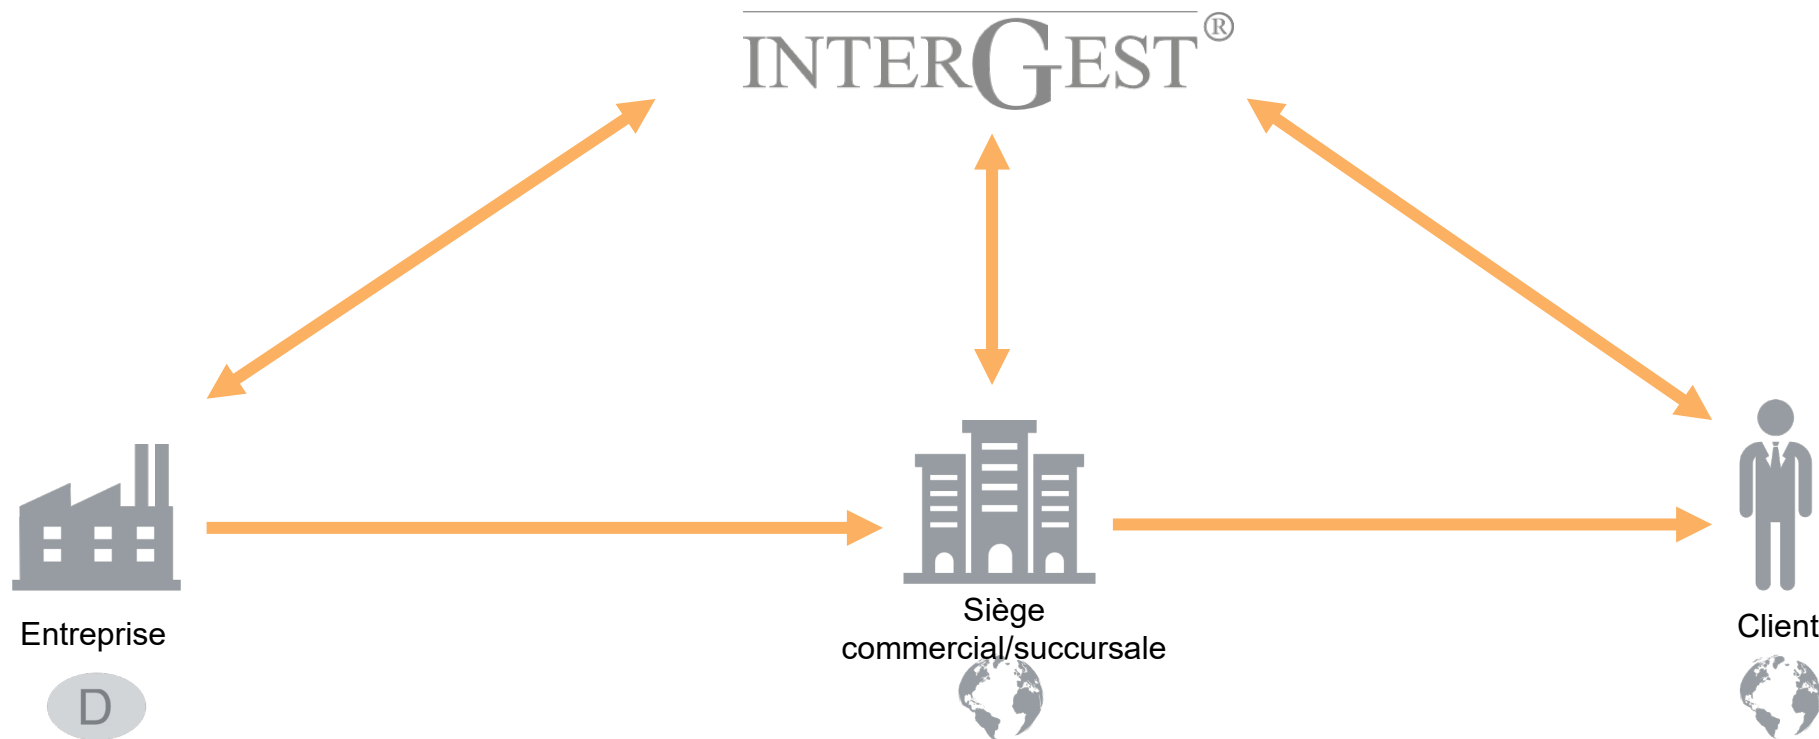 INTERGEST®
Siège
commercial/succursale
Entreprise
Client
D